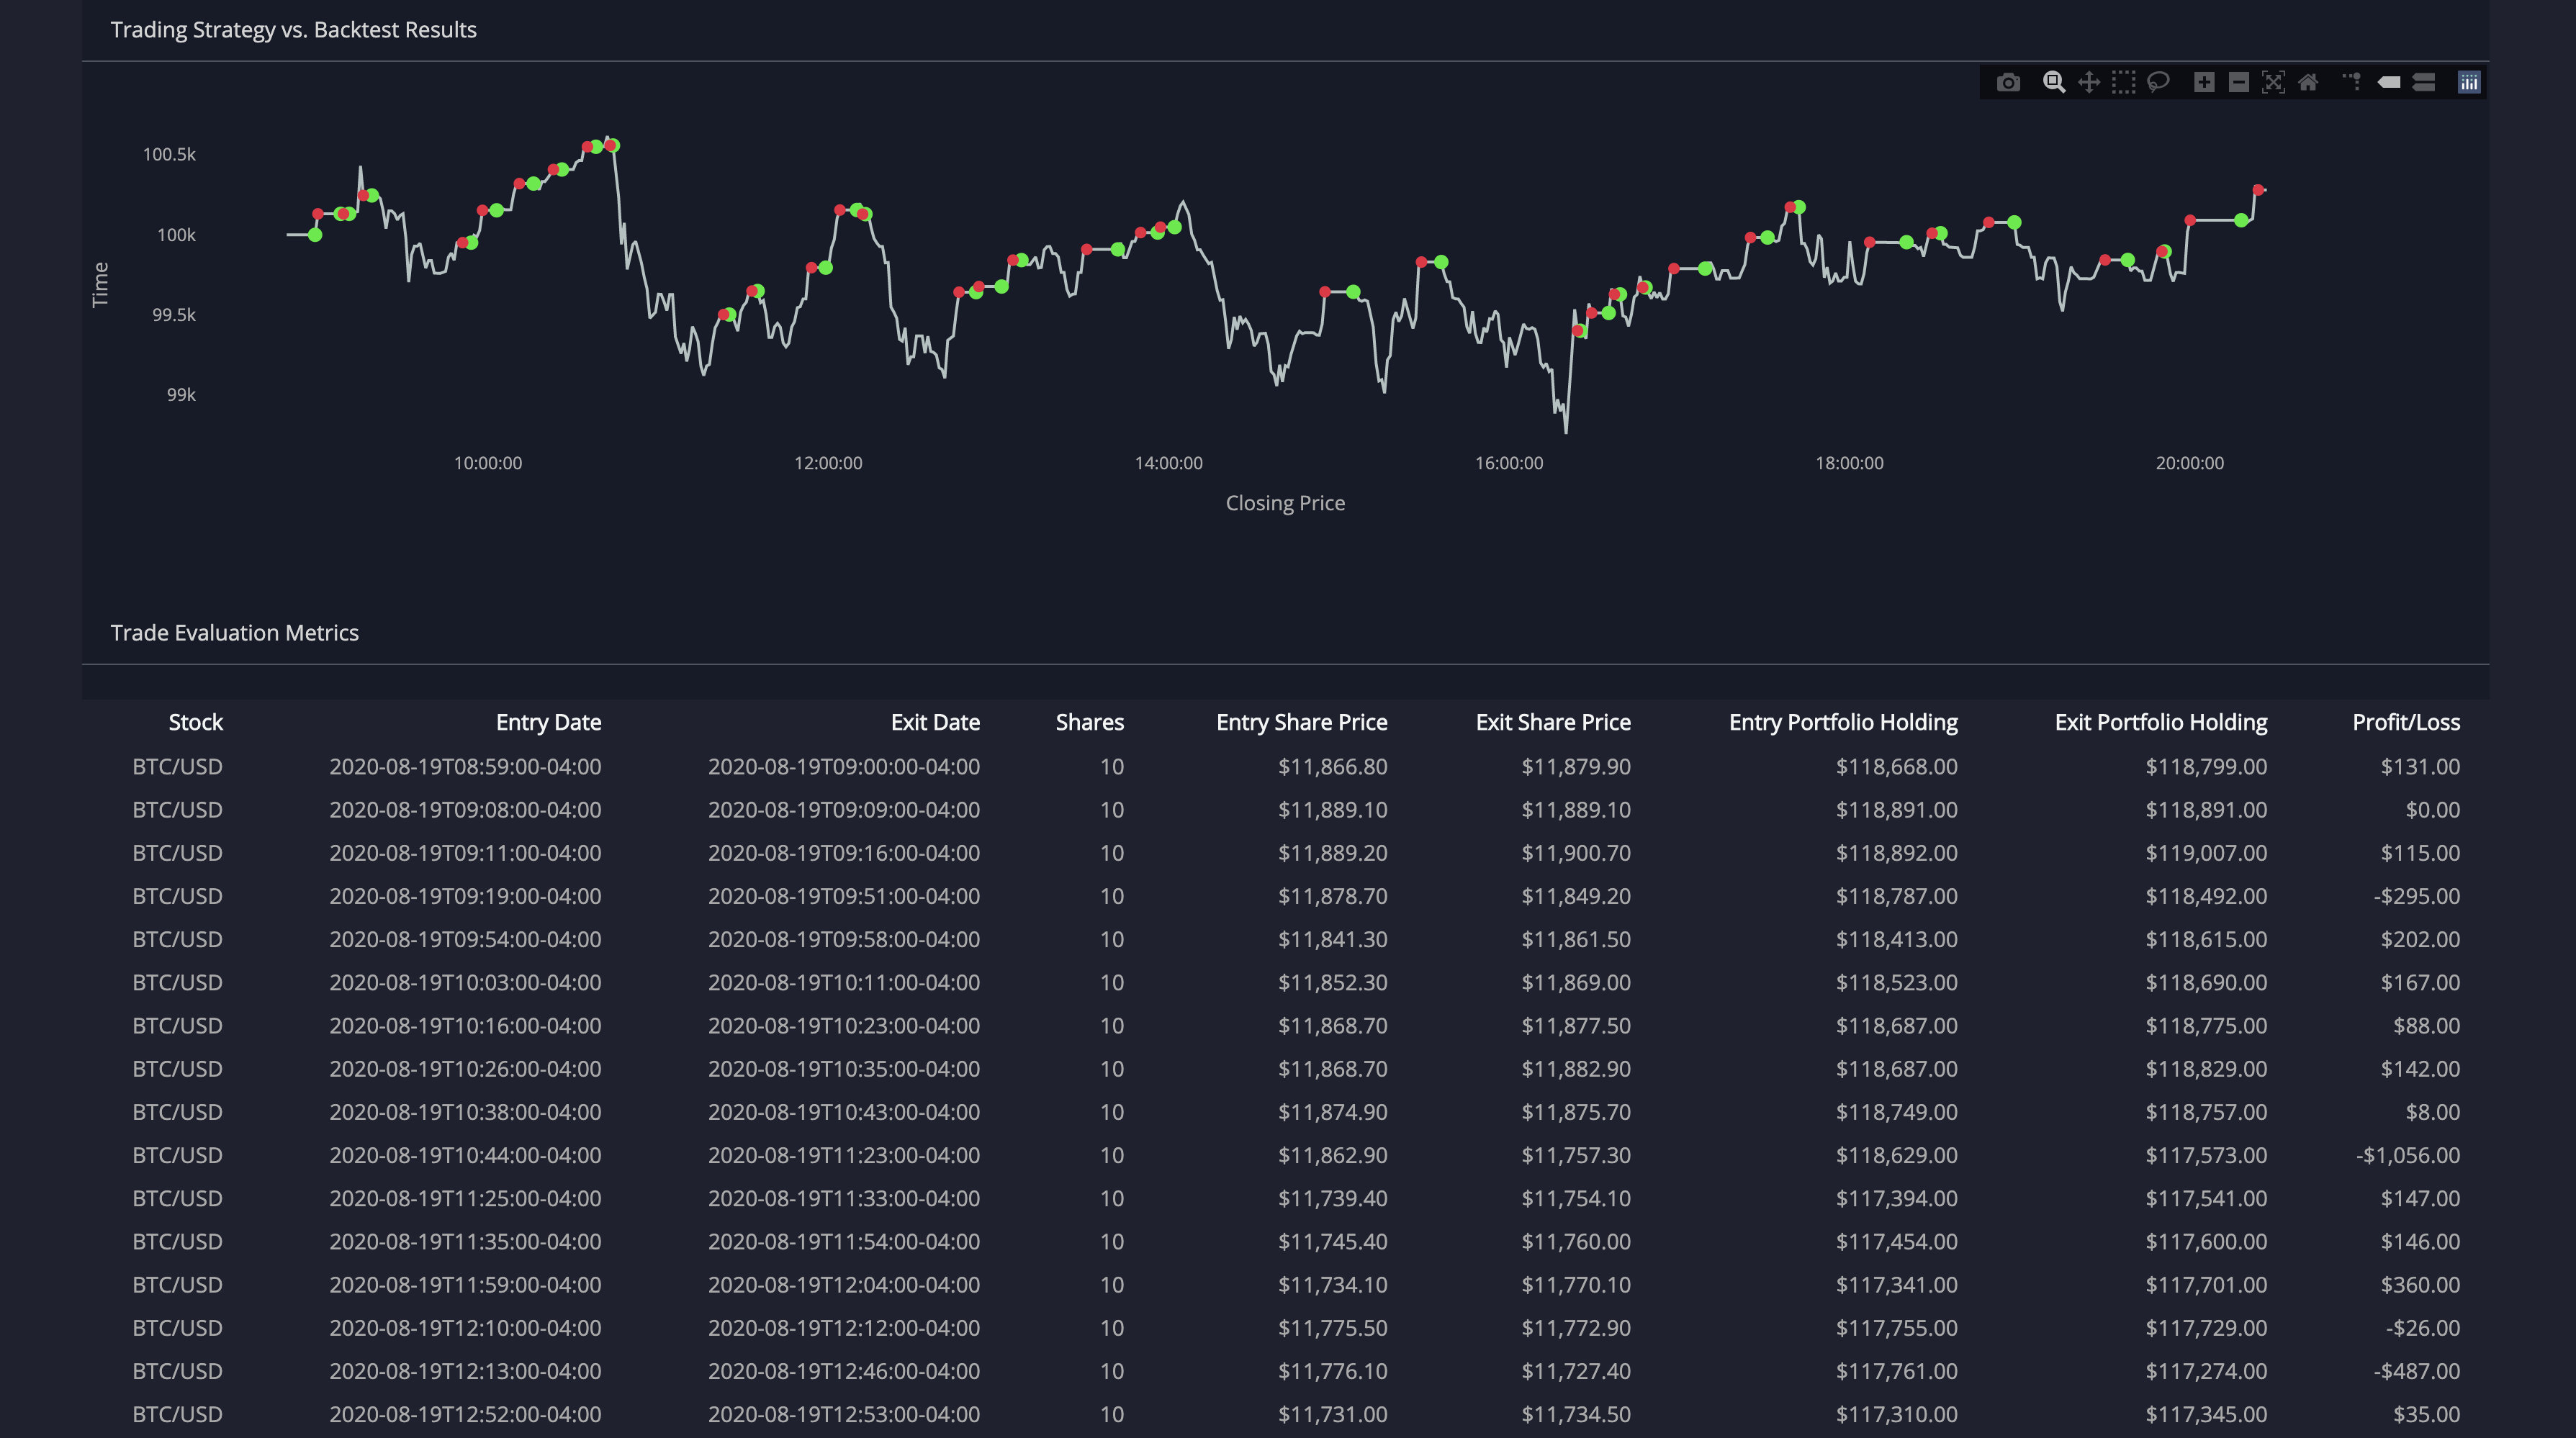 Trading Strategy vs. Backtest Results
100.5k
100k
99.5k
99k
Time
10:00:00 12:00:00 14:00:00 16:00:00 18:00:00 20:00:00
Closing Price
Trade Evaluation Metrics
Stock Entry Date Exit Date Shares Entry Share Price Exit Share Price Entry Portfolio Holding Exit Portfolio Holding Profit/Loss
BTC/USD 2020-08-19T08:59:00-04:00 2020-08-19T09:00:00-04:00 10 $11,866.80 $11,879.90 $118,668.00 $118,799.00 $131.00
BTC/USD 2020-08-19T09:08:00-04:00 2020-08-19T09:09:00-04:00 10 $11,889.10 $11,889.10 $118,891.00 $118,891.00 $0.00
BTC/USD 2020-08-19T09:11:00-04:00 2020-08-19T09:16:00-04:00 10 $11,889.20 $11,900.70 $118,892.00 $119,007.00 $115.00
BTC/USD 2020-08-19T09:19:00-04:00 2020-08-19T09:51:00-04:00 10 $11,878.70 $11,849.20 $118,787.00 $118,492.00 -$295.00
BTC/USD 2020-08-19T09:54:00-04:00 2020-08-19T09:58:00-04:00 10 $11,841.30 $11,861.50 $118,413.00 $118,615.00 $202.00
BTC/USD 2020-08-19T10:03:00-04:00 2020-08-19T10:11:00-04:00 10 $11,852.30 $11,869.00 $118,523.00 $118,690.00 $167.00
BTC/USD 2020-08-19T10:16:00-04:00 2020-08-19T10:23:00-04:00 10 $11,868.70 $11,877.50 $118,687.00 $118,775.00 $88.00
BTC/USD 2020-08-19T10:26:00-04:00 2020-08-19T10:35:00-04:00 10 $11,868.70 $11,882.90 $118,687.00 $118,829.00 $142.00
BTC/USD 2020-08-19T10:38:00-04:00 2020-08-19T10:43:00-04:00 10 $11,874.90 $11,875.70 $118,749.00 $118,757.00 $8.00
BTC/USD 2020-08-19T10:44:00-04:00 2020-08-19T11:23:00-04:00 10 $11,862.90 $11,757.30 $118,629.00 $117,573.00 -$1,056.00
BTC/USD 2020-08-19T11:25:00-04:00 2020-08-19T11:33:00-04:00 10 $11,739.40 $11,754.10 $117,394.00 $117,541.00 $147.00
BTC/USD 2020-08-19T11:35:00-04:00 2020-08-19T11:54:00-04:00 10 $11,745.40 $11,760.00 $117,454.00 $117,600.00 $146.00
BTC/USD 2020-08-19T11:59:00-04:00 2020-08-19T12:04:00-04:00 10 $11,734.10 $11,770.10 $117,341.00 $117,701.00 $360.00
BTC/USD 2020-08-19T12:10:00-04:00 2020-08-19T12:12:00-04:00 10 $11,775.50 $11,772.90 $117,755.00 $117,729.00 -$26.00
BTC/USD 2020-08-19T12:13:00-04:00 2020-08-19T12:46:00-04:00 10 $11,776.10 $11,727.40 $117,761.00 $117,274.00 -$487.00
BTC/USD 2020-08-19T12:52:00-04:00 2020-08-19T12:53:00-04:00 10 $11,731.00 $11,734.50 $117,310.00 $117,345.00 $35.00